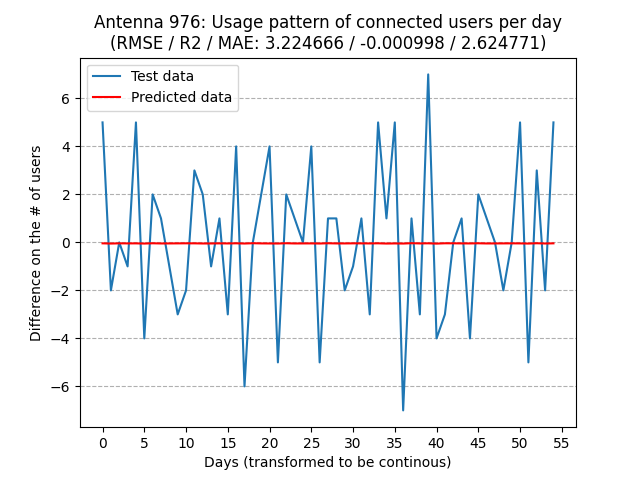 Antenna 976: Usage pattern of connected users per day
(RMSE / R2 / MAE: 3.224666 / -0.000998 / 2.624771)
Test data
Predicted data
6
4
2
0
−2
−4
−6
Difference on the # of users
0 5 10 15 20 25 30 35 40 45 50 55
Days (transformed to be continous)